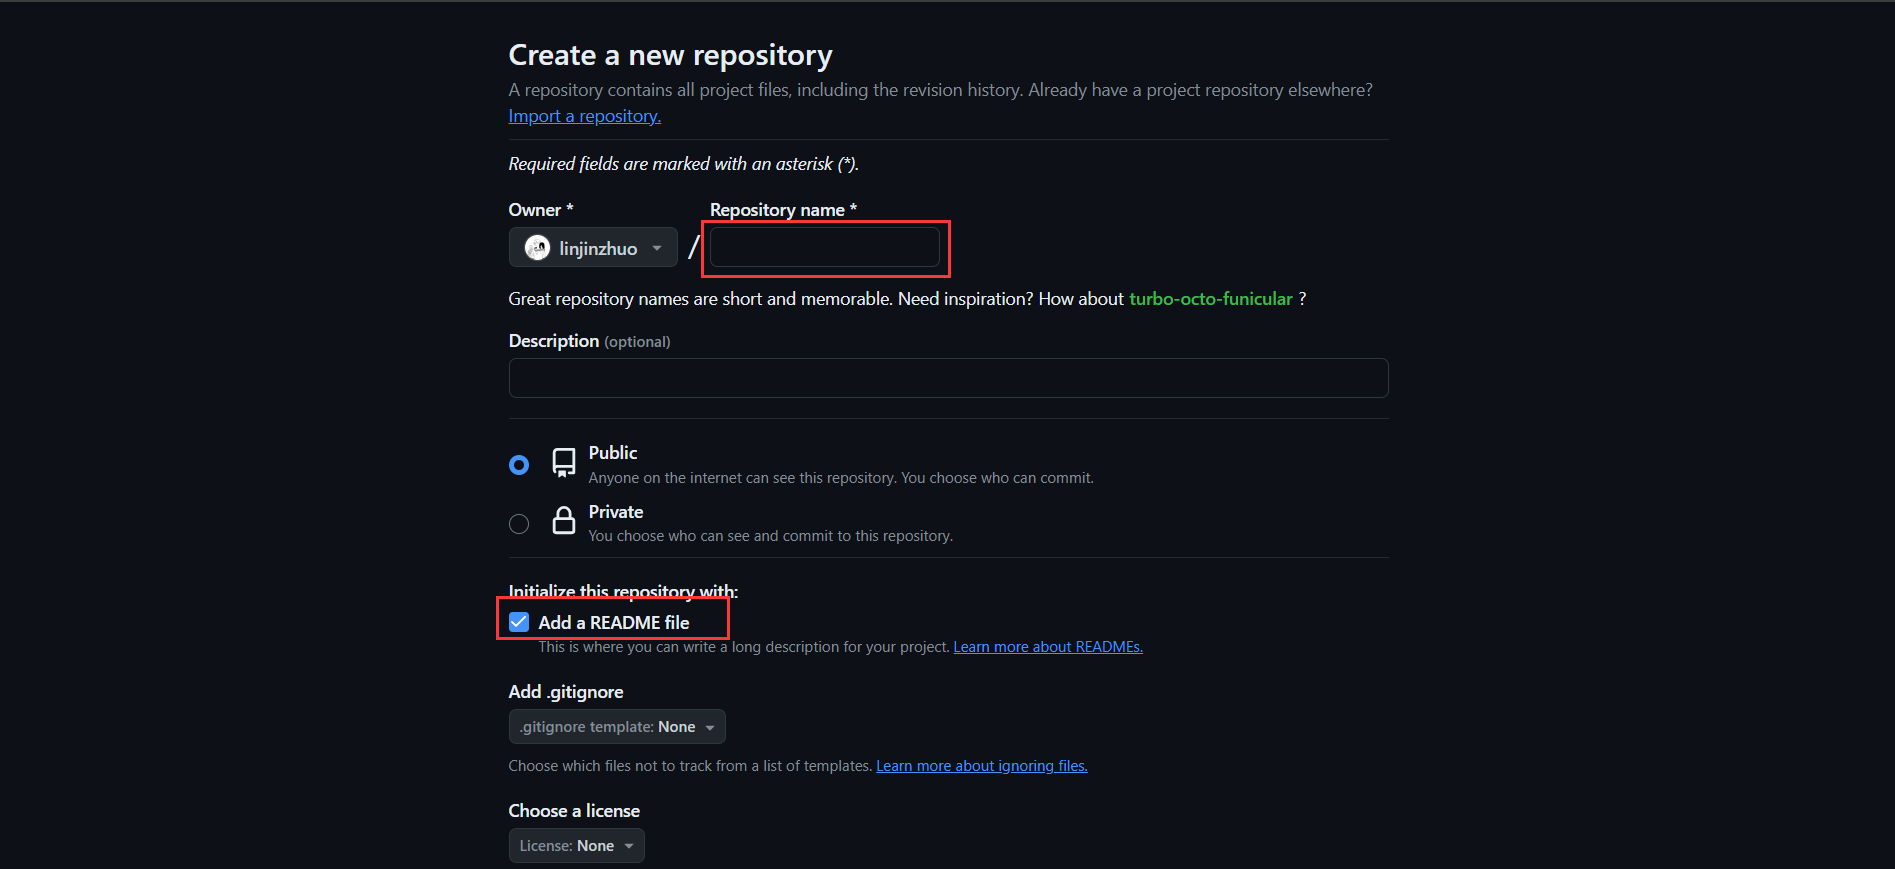 Create a new repository
A repository contains all project files, including the revision history. Already have a project repository elsewhere?
Import a repository.
Required fields are marked with an asterisk (*).
Owner *
Repository name *
linjinzhuo
/
Great repository names are short and memorable. Need inspiration? How about turbo-octo-funicular ?
Description (optional)
Public
Anyone on the internet can see this repository. You choose who can commit.
Private
You choose who can see and commit to this repository.
Initialize this repository with:
Add a README file
This is where you can write a long description for your project. Learn more about READMEs.
Add .gitignore
.gitignore template: None
Choose which files not to track from a list of templates. Learn more about ignoring files.
Choose a license
License: None